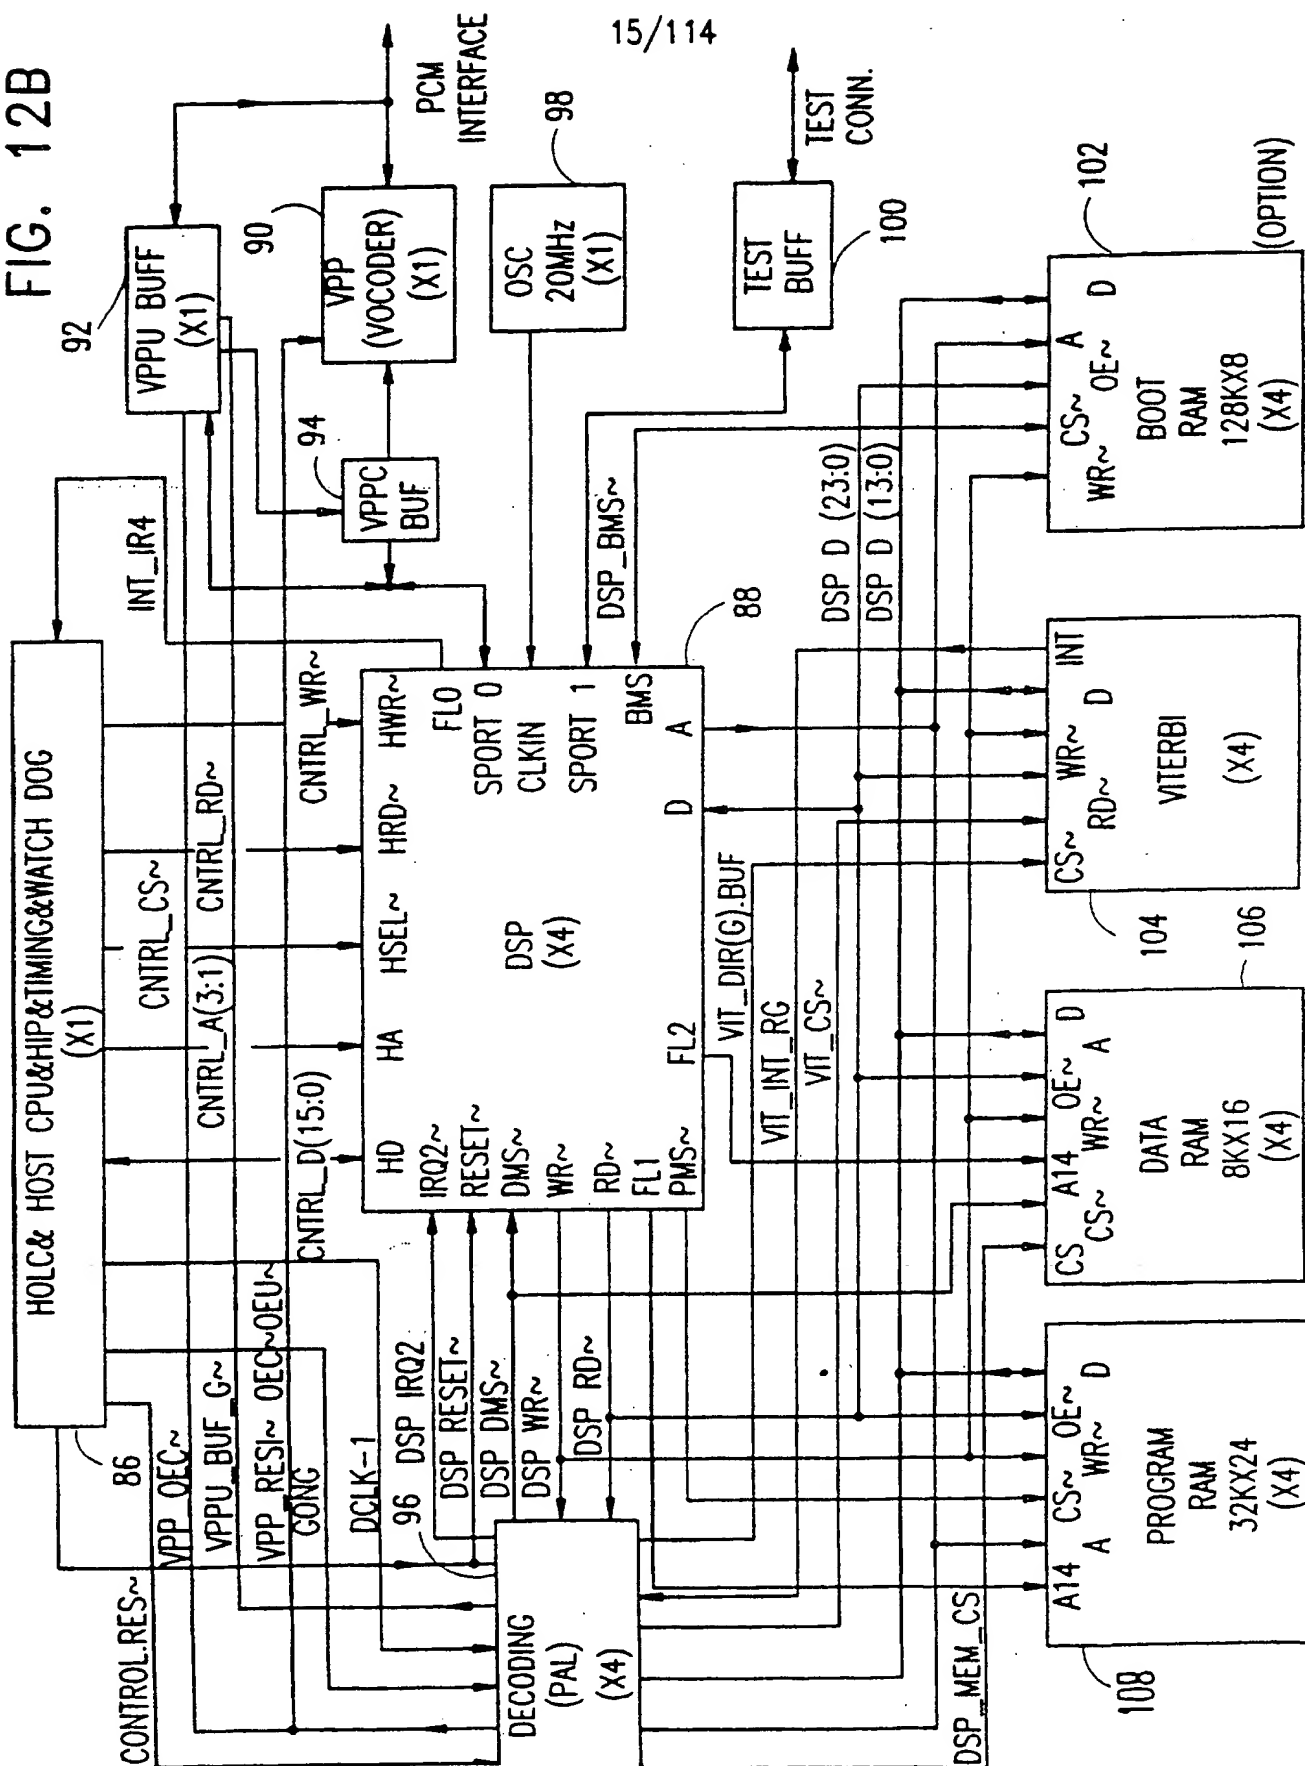 FIG. 12B
15/114
HOLC& HOST CPU&HIP&TIMING&WATCH DOG
(X1)
86
92
VPPU BUFF
(X1)
PCM
INTERFACE
90
VPP
(VOCODER)
(X1)
94
VPPC
BUF
98
OSC
20MHz
(X1)
TEST
BUFF
100
TEST
CONN.
INT_IR4
CNTRL_WR~
CNTRL_RD~
CNTRL_CS~
CNTRL_A(3:1)
CNTRL_D(15:0)
CONTROL.RES~
VPP_OEC~
VPPU_BUF_G~
VPP_RESI~ OEC~OEU~
GONG
DCLK-1
96
DSP IRQ2
DSP RESET~
DSP DMS~
DSP WR~
DSP RD~
DECODING
(PAL)
(X4)
HD
HA
HSEL~
HRD~
HWR~
FL0
SPORT 0
CLKIN
SPORT 1
BMS
IRQ2~
RESET~
DMS~
WR~
RD~
FL1
PMS~
DSP
(X4)
FL2
D
A
88
DSP_BMS~
DSP D (23:0)
DSP D (13:0)
VIT_DIR(G).BUF
VIT_INT_RG
VIT_CS~
DSP_MEM_CS
A14
A
CS~
WR~
OE~
D
PROGRAM
RAM
32KX24
(X4)
108
CS
CS~
A14
WR~
OE~
A
D
DATA
RAM
8KX16
(X4)
106
CS~
RD~
WR~
D
INT
VITERBI
(X4)
104
WR~
CS~
OE~
A
D
BOOT
RAM
128KX8
(X4)
102
(OPTION)